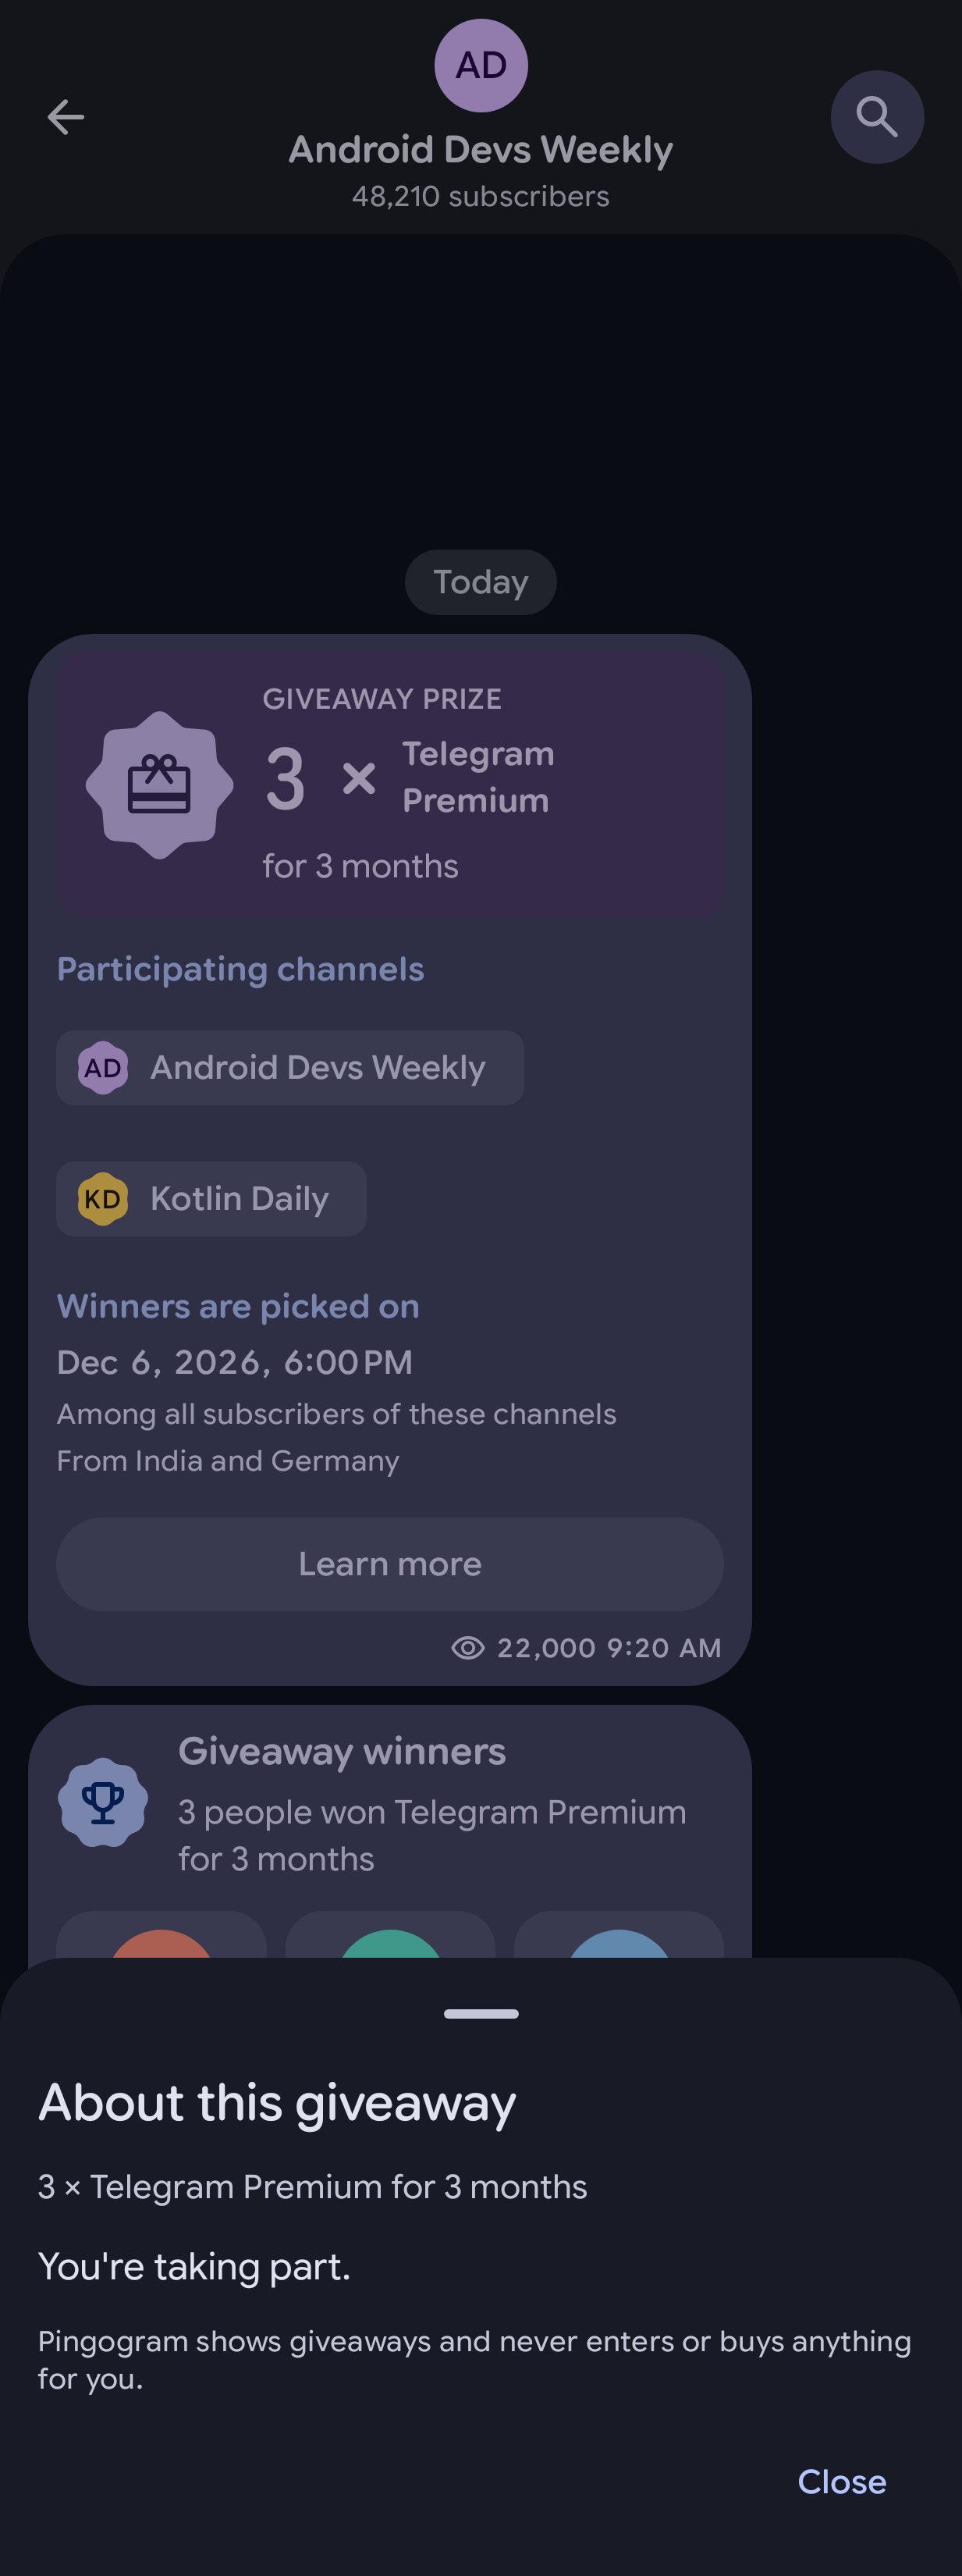 AD
Android Devs Weekly
48,210 subscribers
Today
GIVEAWAY PRIZE
3 × Telegram Premium
for 3 months
Participating channels
AD Android Devs Weekly
KD Kotlin Daily
Winners are picked on
Dec 6, 2026, 6:00 PM
Among all subscribers of these channels
From India and Germany
Learn more
22,000 9:20 AM
Giveaway winners
3 people won Telegram Premium
for 3 months
About this giveaway
3 × Telegram Premium for 3 months
You're taking part.
Pingogram shows giveaways and never enters or buys anything
for you.
Close